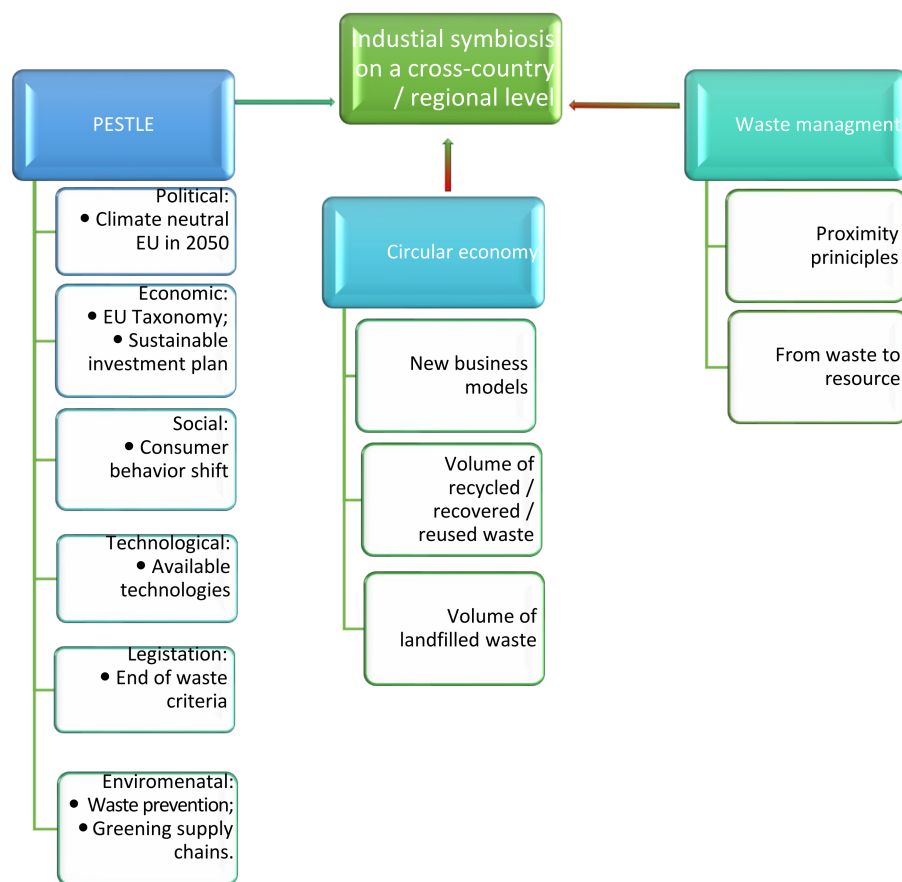 Industial symbiosis
on a cross-country
/ regional level
PESTLE
Political:
• Climate neutral
EU in 2050
Economic:
• EU Taxonomy;
• Sustainable
investment plan
Social:
• Consumer
behavior shift
Technological:
• Available
technologies
Legistation:
• End of waste
criteria
Enviromenatal:
• Waste prevention;
• Greening supply
chains.
Circular economy
New business
models
Volume of
recycled /
recovered /
reused waste
Volume of
landfilled waste
Waste managment
Proximity
priniciples
From waste to
resource